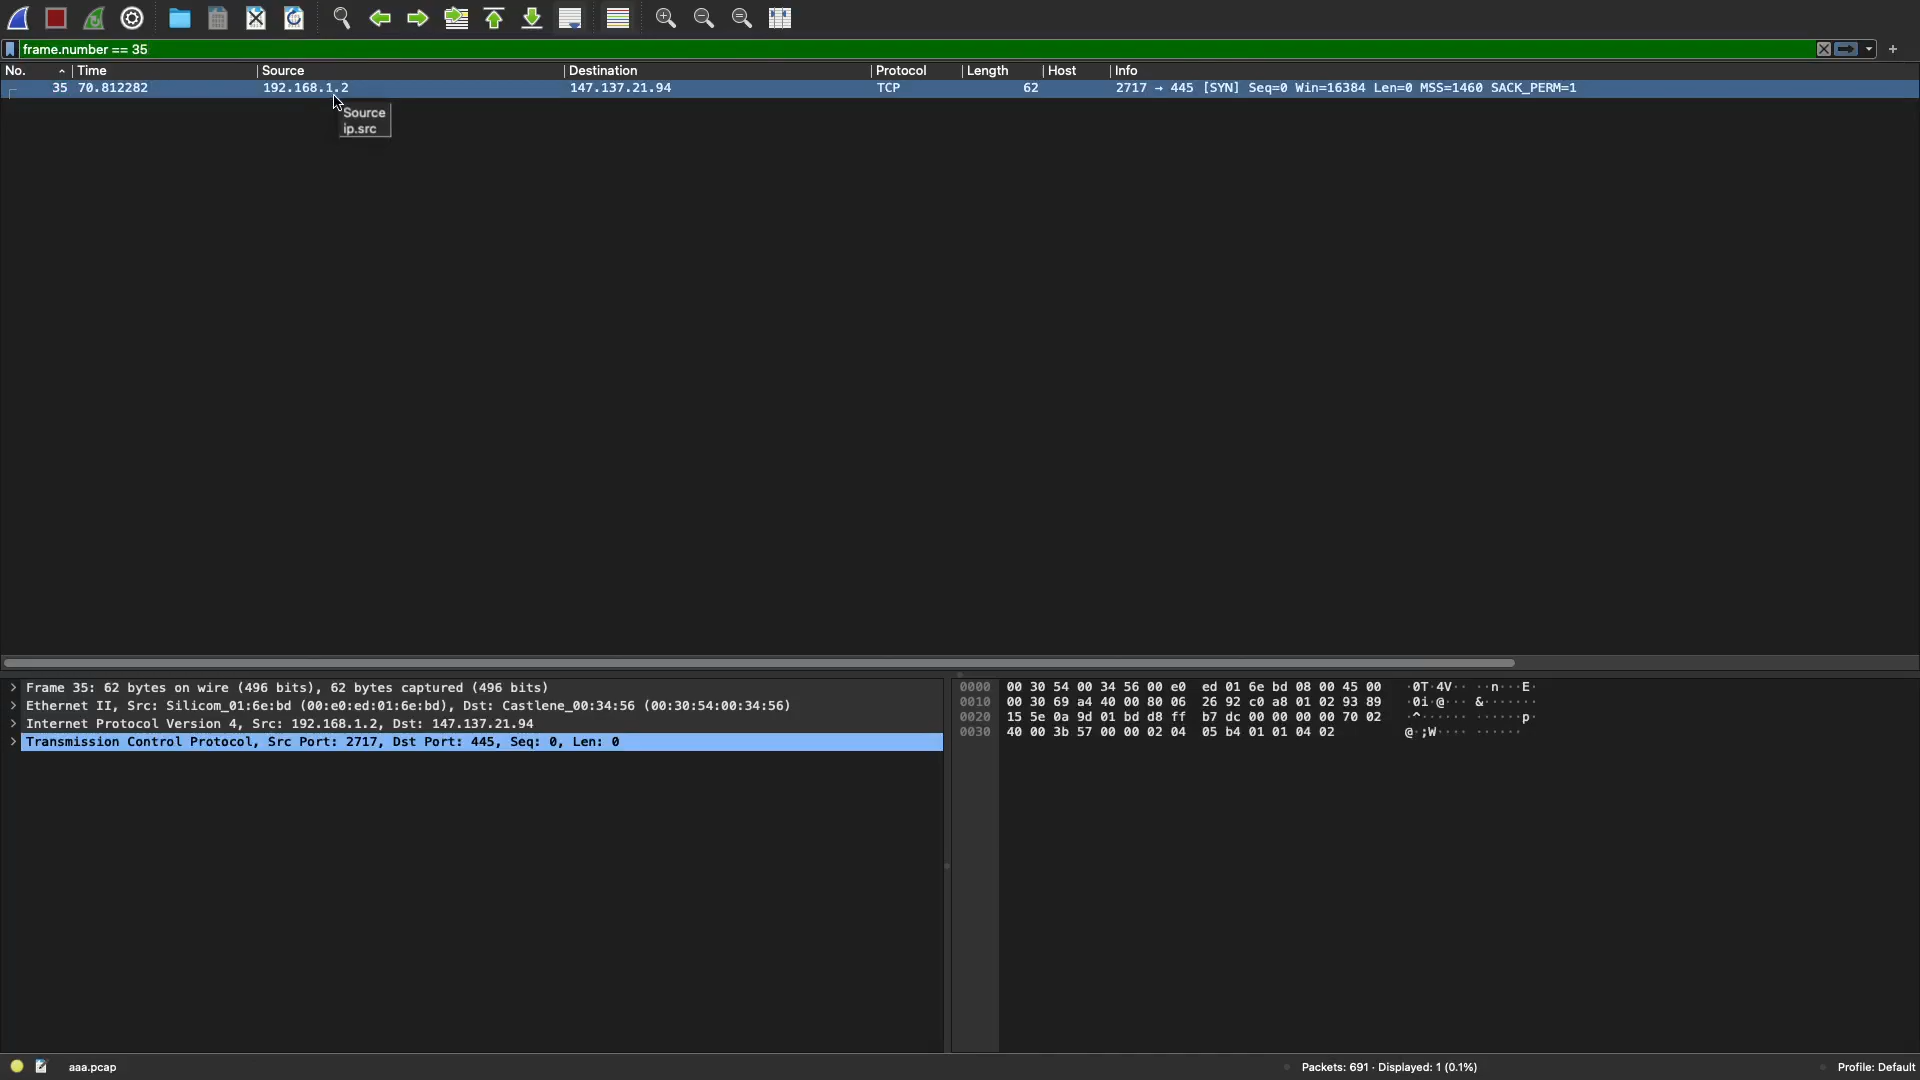 frame.number == 35
No. Time Source Destination Protocol Length Host Info
35 70.812282 192.168.1.2 147.137.21.94 TCP 62 2717 → 445 [SYN] Seq=0 Win=16384 Len=0 MSS=1460 SACK_PERM=1
Source
ip.src
Frame 35: 62 bytes on wire (496 bits), 62 bytes captured (496 bits)
Ethernet II, Src: Silicom_01:6e:bd (00:e0:ed:01:6e:bd), Dst: Castlene_00:34:56 (00:30:54:00:34:56)
Internet Protocol Version 4, Src: 192.168.1.2, Dst: 147.137.21.94
Transmission Control Protocol, Src Port: 2717, Dst Port: 445, Seq: 0, Len: 0
0000 00 30 54 00 34 56 00 e0 ed 01 6e bd 08 00 45 00 ·0T·4V·· ··n···E·
0010 00 30 69 a4 40 00 80 06 26 92 c0 a8 01 02 93 89 ·0i·@··· &·······
0020 15 5e 0a 9d 01 bd d8 ff b7 dc 00 00 00 00 70 02 ·^······ ······p·
0030 40 00 3b 57 00 00 02 04 05 b4 01 01 04 02 @·;W···· ······
aaa.pcap
Packets: 691 · Displayed: 1 (0.1%)
Profile: Default